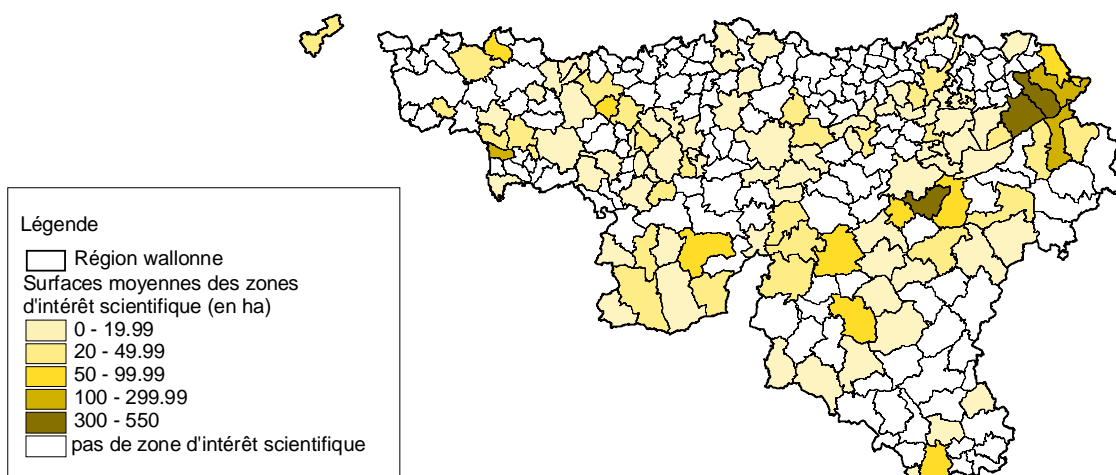 Légende
Région wallonne
Surfaces moyennes des zones
d'intérêt scientifique (en ha)
0 - 19.99
20 - 49.99
50 - 99.99
100 - 299.99
300 - 550
pas de zone d'intérêt scientifique